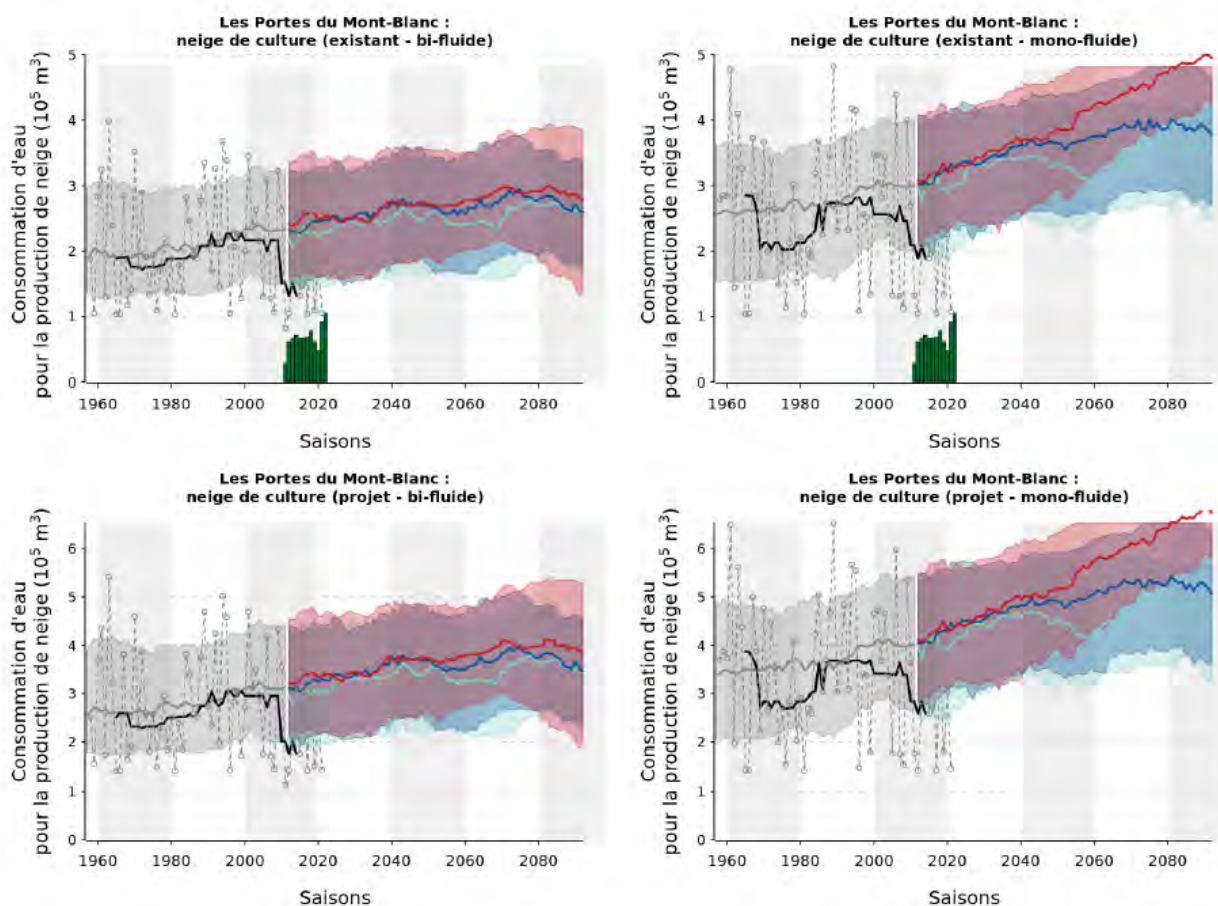 Les Portes du Mont-Blanc :
neige de culture (existant - bi-fluide)
Consommation d'eau
pour la production de neige (10⁵ m³)
5
4
3
2
1
0
1960 1980 2000 2020 2040 2060 2080
Saisons
Les Portes du Mont-Blanc :
neige de culture (existant - mono-fluide)
Consommation d'eau
pour la production de neige (10⁵ m³)
5
4
3
2
1
0
1960 1980 2000 2020 2040 2060 2080
Saisons
Les Portes du Mont-Blanc :
neige de culture (projet - bi-fluide)
Consommation d'eau
pour la production de neige (10⁵ m³)
6
5
4
3
2
1
0
1960 1980 2000 2020 2040 2060 2080
Saisons
Les Portes du Mont-Blanc :
neige de culture (projet - mono-fluide)
Consommation d'eau
pour la production de neige (10⁵ m³)
6
5
4
3
2
1
0
1960 1980 2000 2020 2040 2060 2080
Saisons